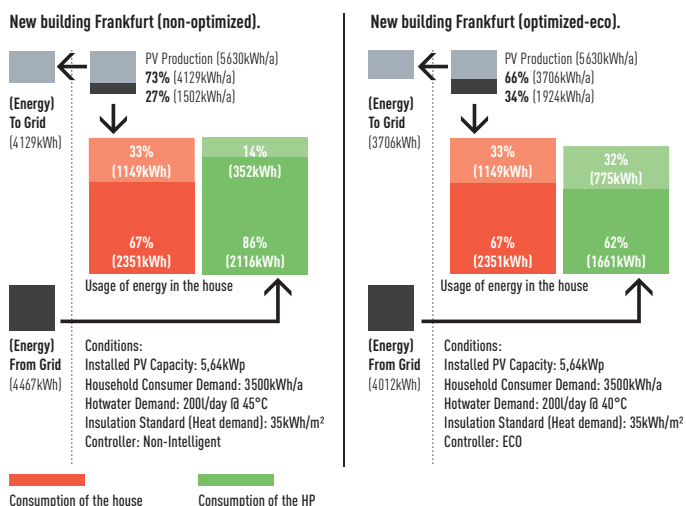 New building Frankfurt (non-optimized).
PV Production (5630kWh/a)
73% (4129kWh/a)
27% (1502kWh/a)
(Energy)
To Grid
(4129kWh)
33%
(1149kWh)
14%
(352kWh)
67%
(2351kWh)
86%
(2116kWh)
Usage of energy in the house
(Energy)
From Grid
(4467kWh)
Conditions:
Installed PV Capacity: 5,64kWp
Household Consumer Demand: 3500kWh/a
Hotwater Demand: 200l/day @ 45°C
Insulation Standard (Heat demand): 35kWh/m²
Controller: Non-Intelligent
New building Frankfurt (optimized-eco).
PV Production (5630kWh/a)
66% (3706kWh/a)
34% (1924kWh/a)
(Energy)
To Grid
(3706kWh)
33%
(1149kWh)
32%
(775kWh)
67%
(2351kWh)
62%
(1661kWh)
Usage of energy in the house
(Energy)
From Grid
(4012kWh)
Conditions:
Installed PV Capacity: 5,64kWp
Household Consumer Demand: 3500kWh/a
Hotwater Demand: 200l/day @ 40°C
Insulation Standard (Heat demand): 35kWh/m²
Controller: ECO
Consumption of the house
Consumption of the HP